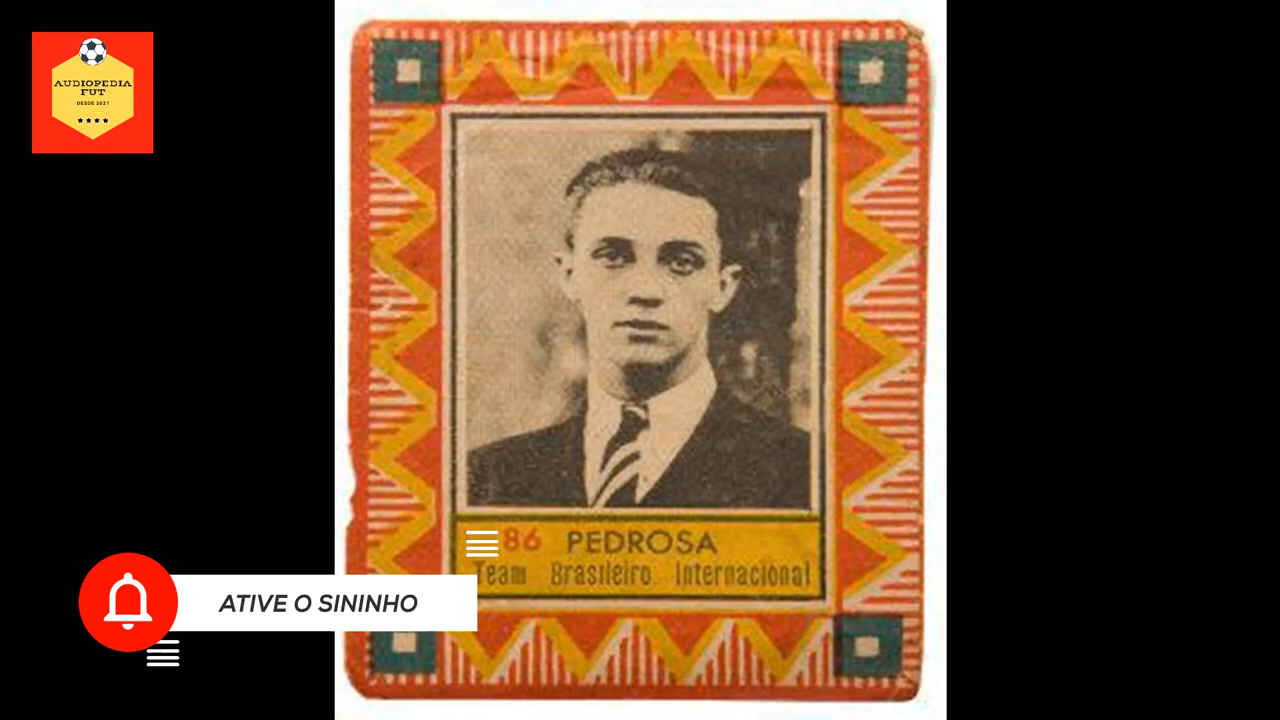 AUDIOPEDIA
FUT
DESDE 2021
86 PEDROSA
Team Brasileiro Internacional
ATIVE O SININHO